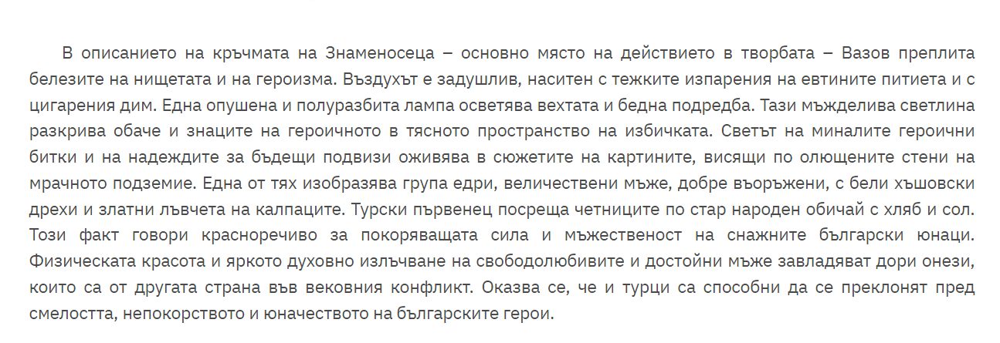 В описанието на кръчмата на Знаменосеца – основно място на действието в творбата – Вазов преплита
белезите на нищетата и на героизма. Въздухът е задушлив, наситен с тежките изпарения на евтините питиета и с
цигарения дим. Една опушена и полуразбита лампа осветява вехтата и бедна подредба. Тази мъжделива светлина
разкрива обаче и знаците на героичното в тясното пространство на избичката. Светът на миналите героични
битки и на надеждите за бъдещи подвизи оживява в сюжетите на картините, висящи по олющените стени на
мрачното подземие. Една от тях изобразява група едри, величествени мъже, добре въоръжени, с бели хъшовски
дрехи и златни лъвчета на калпаците. Турски първенец посреща четниците по стар народен обичай с хляб и сол.
Този факт говори красноречиво за покоряващата сила и мъжественост на снажните български юнаци.
Физическата красота и яркото духовно излъчване на свободолюбивите и достойни мъже завладяват дори онези,
които са от другата страна във вековния конфликт. Оказва се, че и турци са способни да се преклонят пред
смелостта, непокорството и юначеството на българските герои.